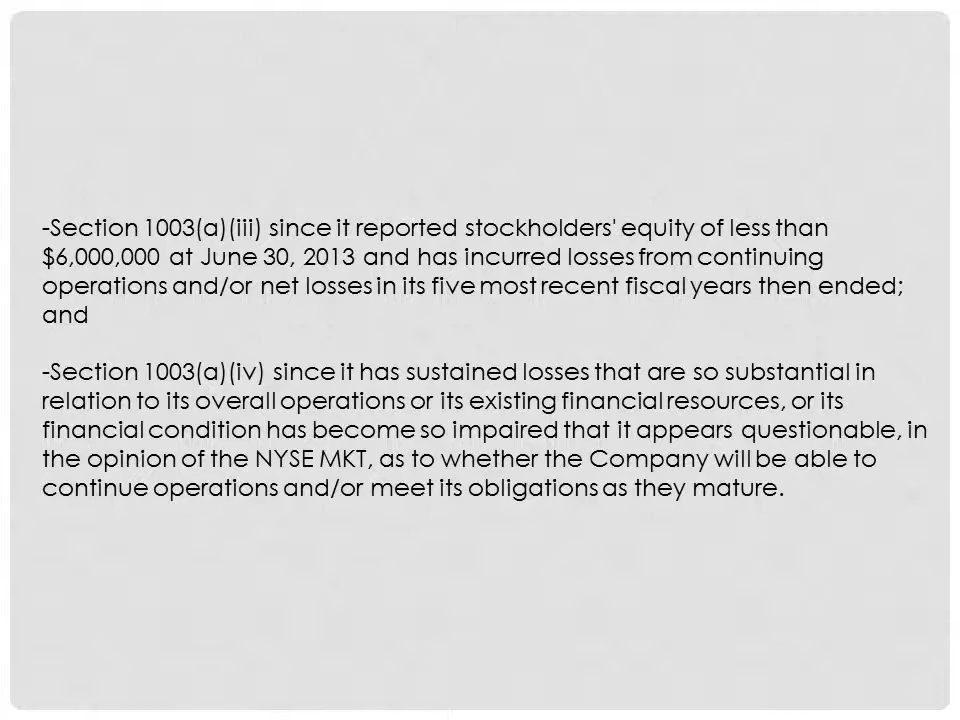 -Section 1003(a)(iii) since it reported stockholders' equity of less than
$6,000,000 at June 30, 2013 and has incurred losses from continuing
operations and/or net losses in its five most recent fiscal years then ended;
and
-Section 1003(a)(iv) since it has sustained losses that are so substantial in
relation to its overall operations or its existing financial resources, or its
financial condition has become so impaired that it appears questionable, in
the opinion of the NYSE MKT, as to whether the Company will be able to
continue operations and/or meet its obligations as they mature.